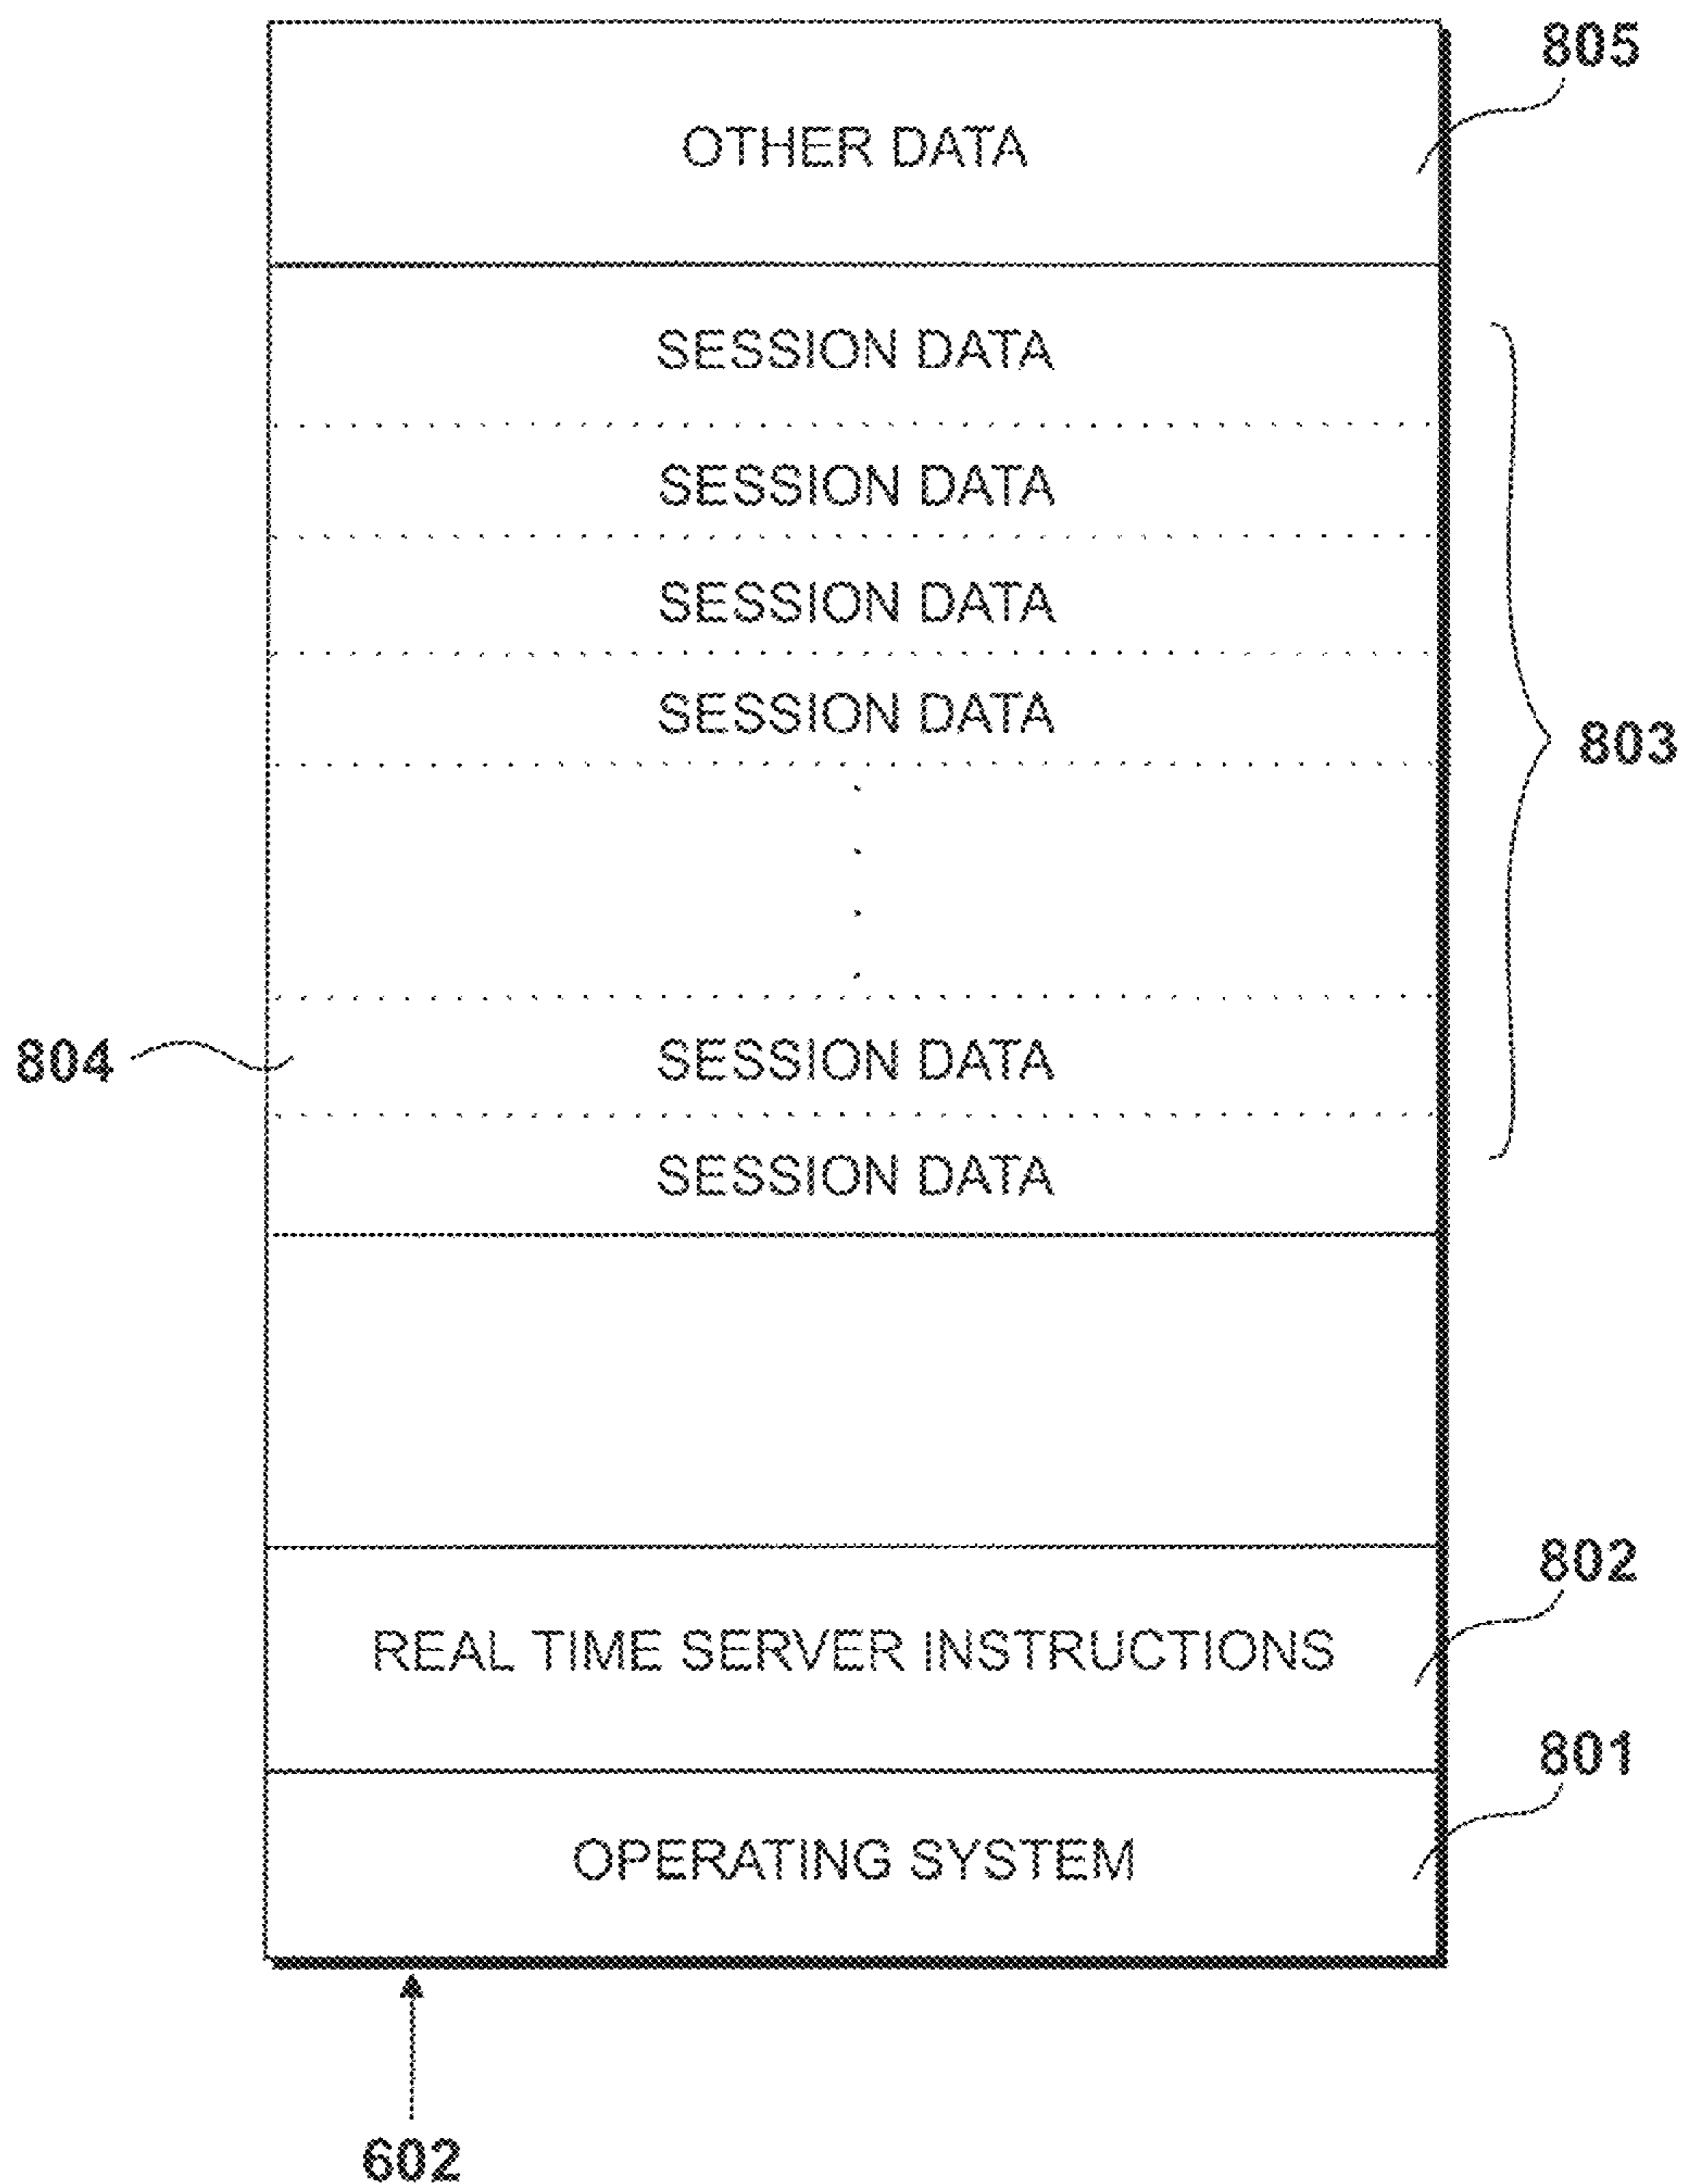 805
OTHER DATA
SESSION DATA
SESSION DATA
SESSION DATA
SESSION DATA
803
804
SESSION DATA
SESSION DATA
802
REAL TIME SERVER INSTRUCTIONS
801
OPERATING SYSTEM
602